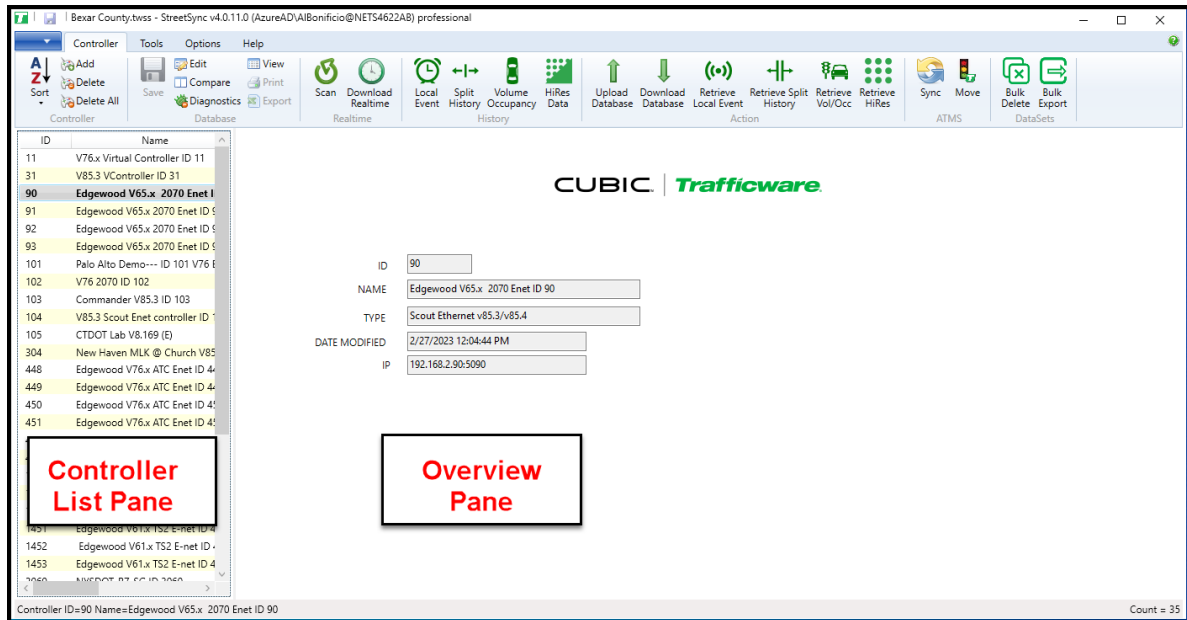 Bexar County.twss - StreetSync v4.0.11.0 (AzureAD\AlBonificio@NETS4622AB) professional
Controller Tools Options Help
Sort Add Delete Delete All Save Edit Compare Diagnostics View Print Export Scan Download Realtime Local Event Split History Volume Occupancy HiRes Data Upload Database Download Database Retrieve Local Event Retrieve Split History Retrieve Vol/Occ Retrieve HiRes Sync Move Bulk Delete Bulk Export
Controller Database Realtime History Action ATMS DataSets
ID Name
11 V76.x Virtual Controller ID 11
31 V85.3 VController ID 31
90 Edgewood V65.x 2070 Enet I
91 Edgewood V65.x 2070 Enet ID 9
92 Edgewood V65.x 2070 Enet ID 9
93 Edgewood V65.x 2070 Enet ID 9
101 Palo Alto Demo--- ID 101 V76 E
102 V76 2070 ID 102
103 Commander V85.3 ID 103
104 V85.3 Scout Enet controller ID 1
105 CTDOT Lab V8.169 (E)
304 New Haven MLK @ Church V85
448 Edgewood V76.x ATC Enet ID 44
449 Edgewood V76.x ATC Enet ID 44
450 Edgewood V76.x ATC Enet ID 45
451 Edgewood V76.x ATC Enet ID 45
Controller
List Pane
1451 Edgewood V61.x TS2 E-net ID 4
1452 Edgewood V61.x TS2 E-net ID
1453 Edgewood V61.x TS2 E-net ID 4
CUBIC. | Trafficware.
ID 90
NAME Edgewood V65.x 2070 Enet ID 90
TYPE Scout Ethernet v85.3/v85.4
DATE MODIFIED 2/27/2023 12:04:44 PM
IP 192.168.2.90:5090
Overview
Pane
Controller ID=90 Name=Edgewood V65.x 2070 Enet ID 90
Count = 35